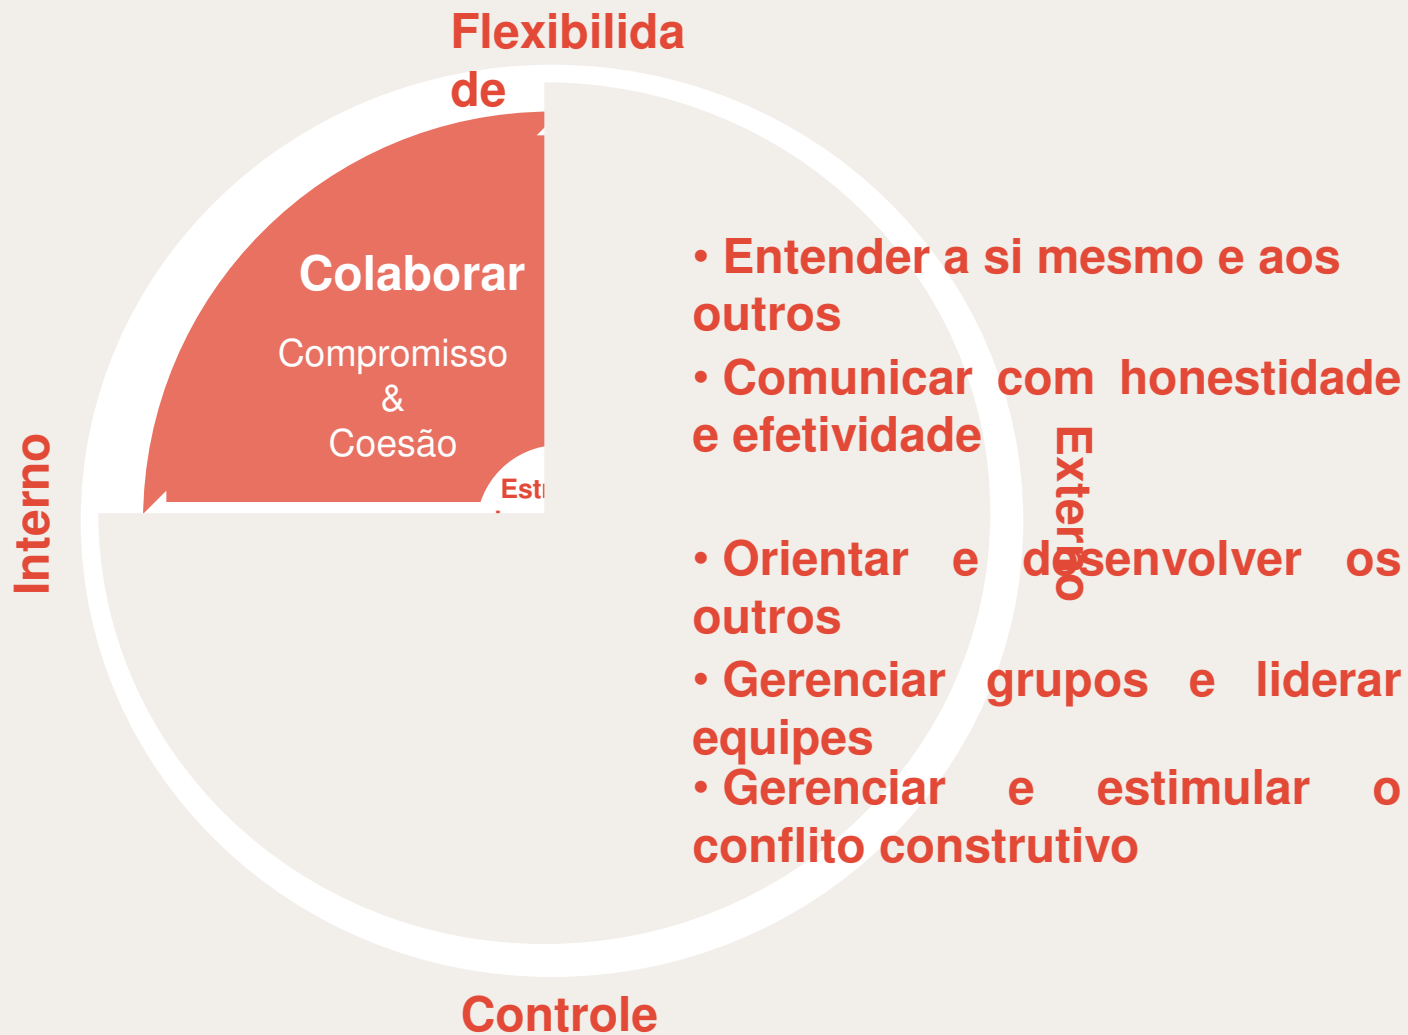 Flexibilida
de
Colaborar
Compromisso
&
Coesão
Interno
• Entender a si mesmo e aos
outros
• Comunicar com honestidade
e efetividade
Externo
• Orientar e desenvolver os
outros
• Gerenciar grupos e liderar
equipes
• Gerenciar e estimular o
conflito construtivo
Controle